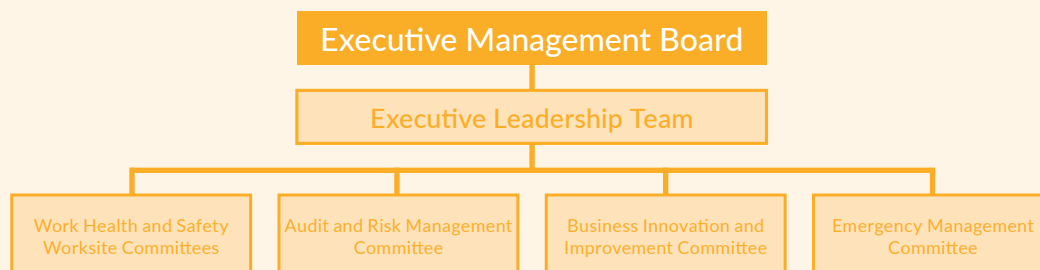 Executive Management Board
Executive Leadership Team
Work Health and Safety
Worksite Committees
Audit and Risk Management
Committee
Business Innovation and
Improvement Committee
Emergency Management
Committee